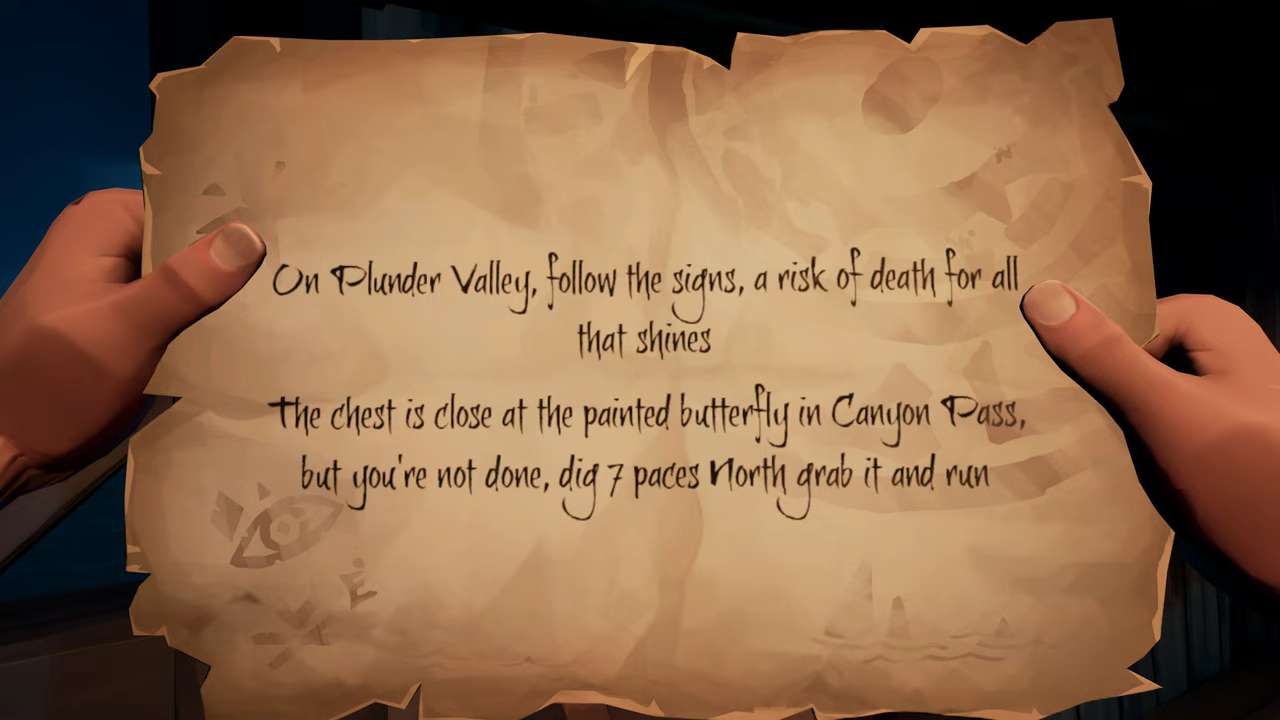 On Plunder Valley, follow the signs, a risk of death for all
that shines
The chest is close at the painted butterfly in Canyon Pass,
but you're not done, dig 7 paces North grab it and run
N
E